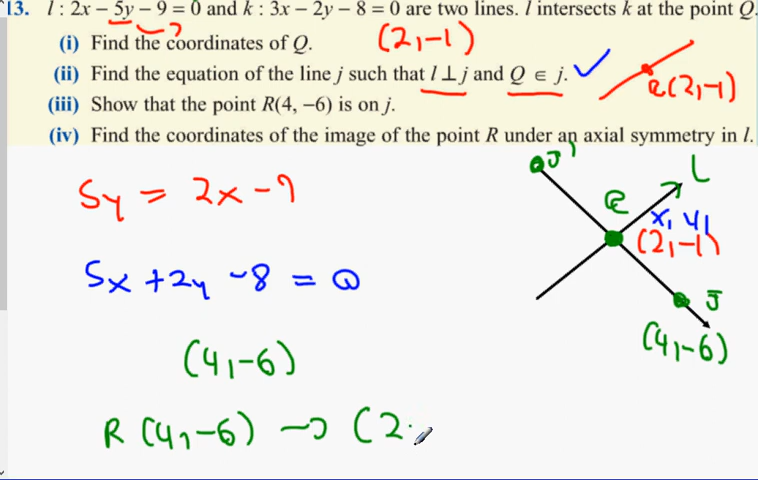 13. l : 2x − 5y − 9 = 0 and k : 3x − 2y − 8 = 0 are two lines. l intersects k at the point Q.
(i) Find the coordinates of Q.
(2,-1)
(ii) Find the equation of the line j such that l ⊥ j and Q ∈ j.
(iii) Show that the point R(4, −6) is on j.
Q(2,-1)
(iv) Find the coordinates of the image of the point R under an axial symmetry in l.
5y = 2x - 9
5x + 2y - 8 = 0
(4,-6)
R (4,-6) → (2.
J'
L
Q
x, y,
(2,-1)
J
(4,-6)